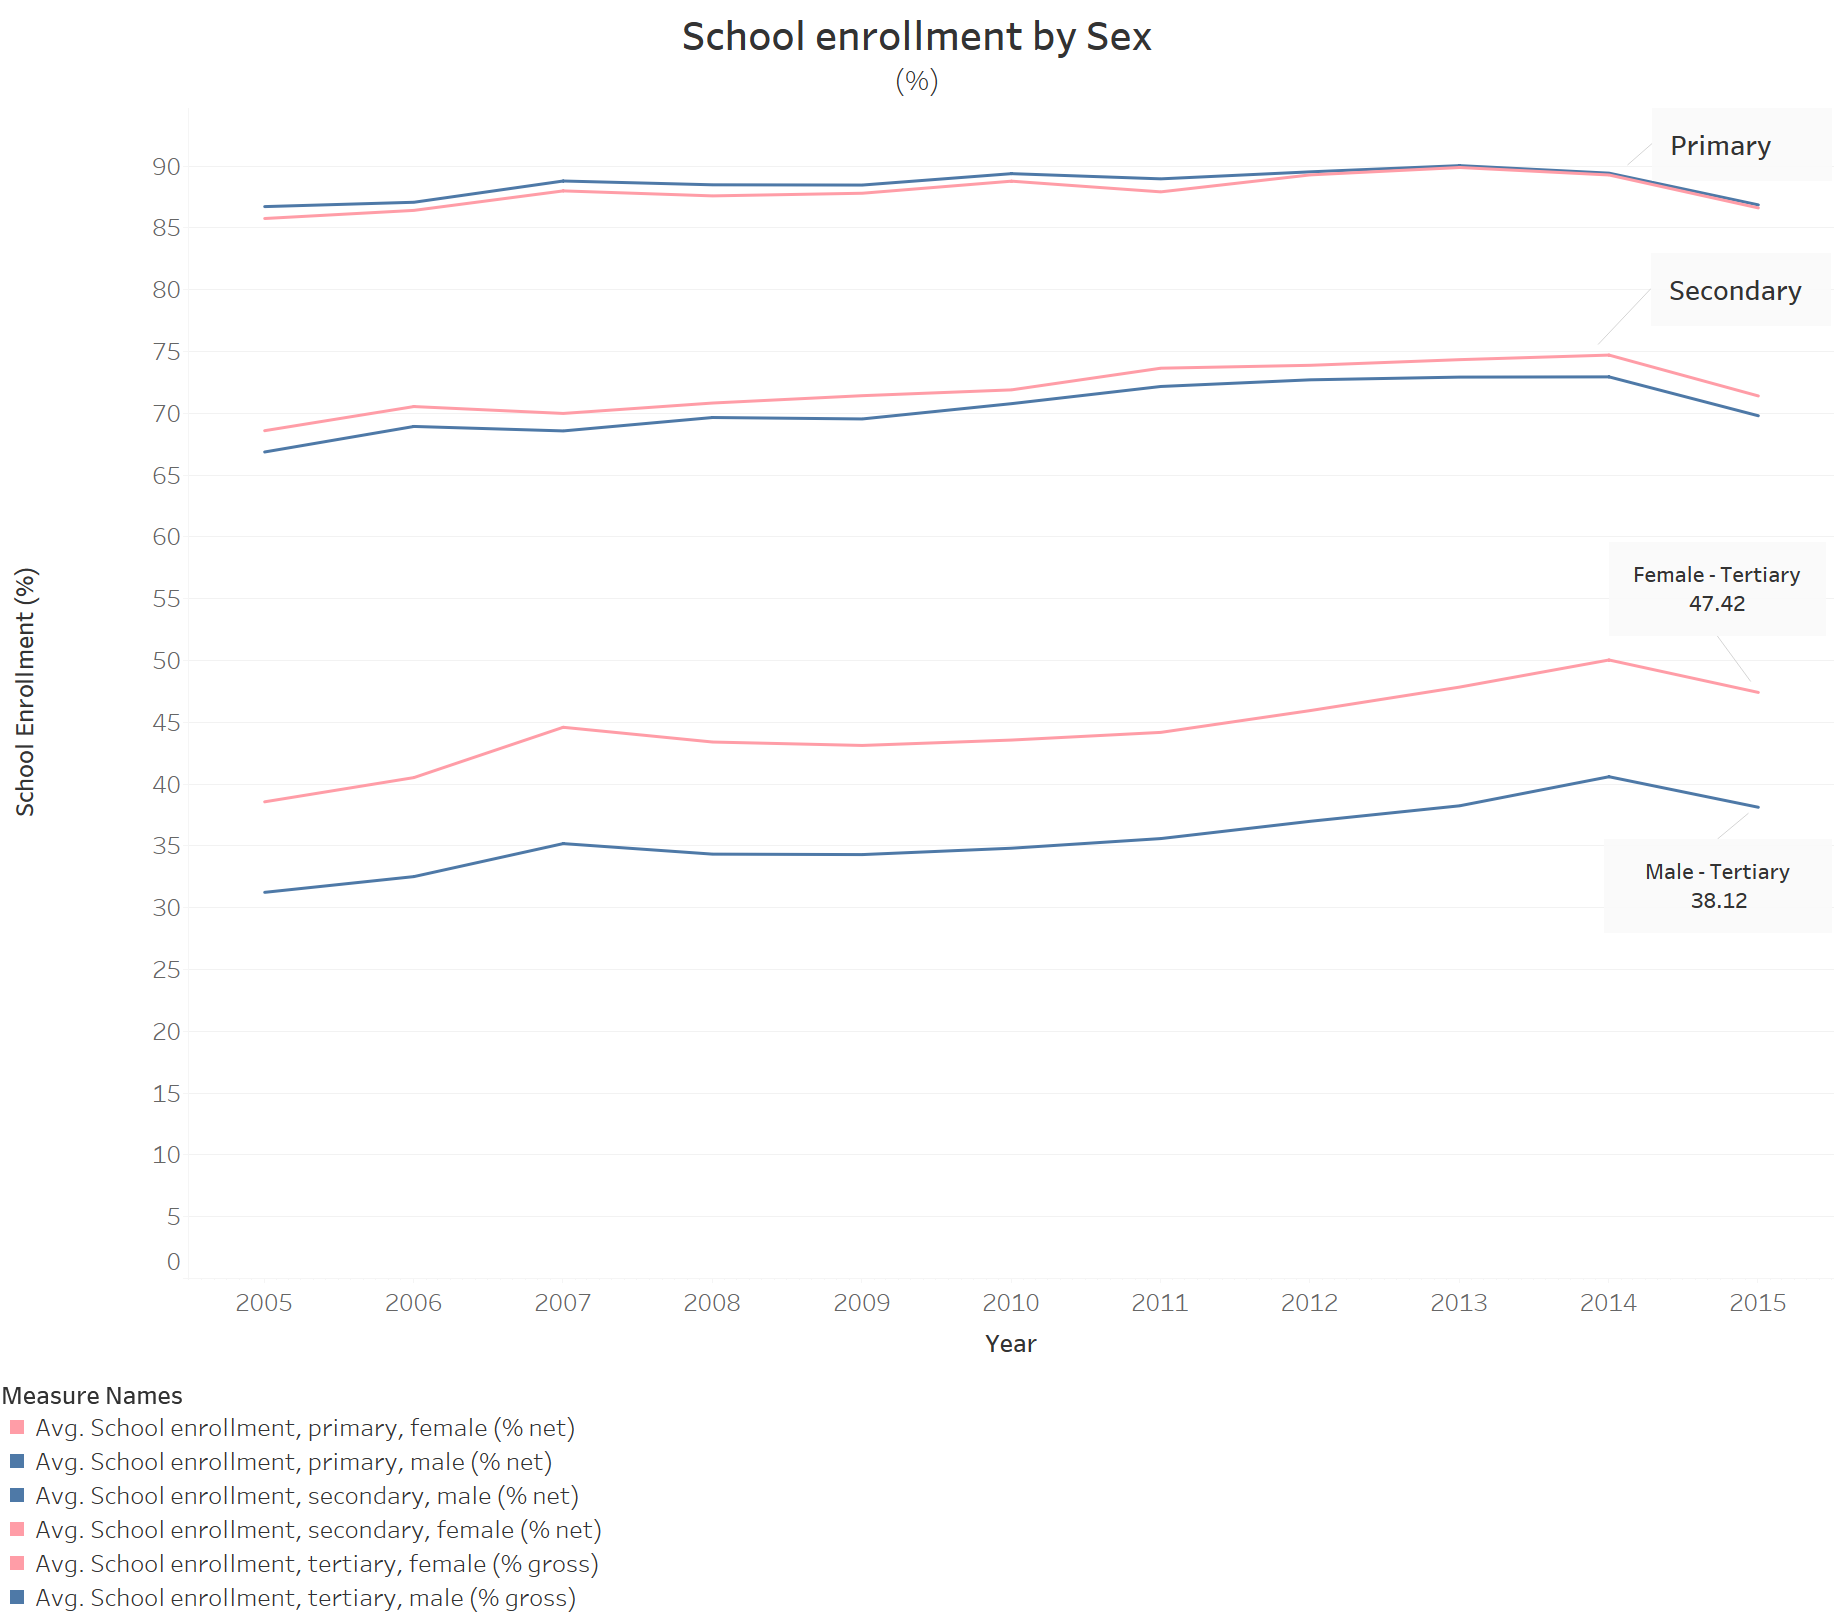 School enrollment by Sex
(%)
Primary
Secondary
Female - Tertiary
47.42
Male - Tertiary
38.12
School Enrollment (%)
90
85
80
75
70
65
60
55
50
45
40
35
30
25
20
15
10
5
0
2005 2006 2007 2008 2009 2010 2011 2012 2013 2014 2015
Year
Measure Names
Avg. School enrollment, primary, female (% net)
Avg. School enrollment, primary, male (% net)
Avg. School enrollment, secondary, male (% net)
Avg. School enrollment, secondary, female (% net)
Avg. School enrollment, tertiary, female (% gross)
Avg. School enrollment, tertiary, male (% gross)